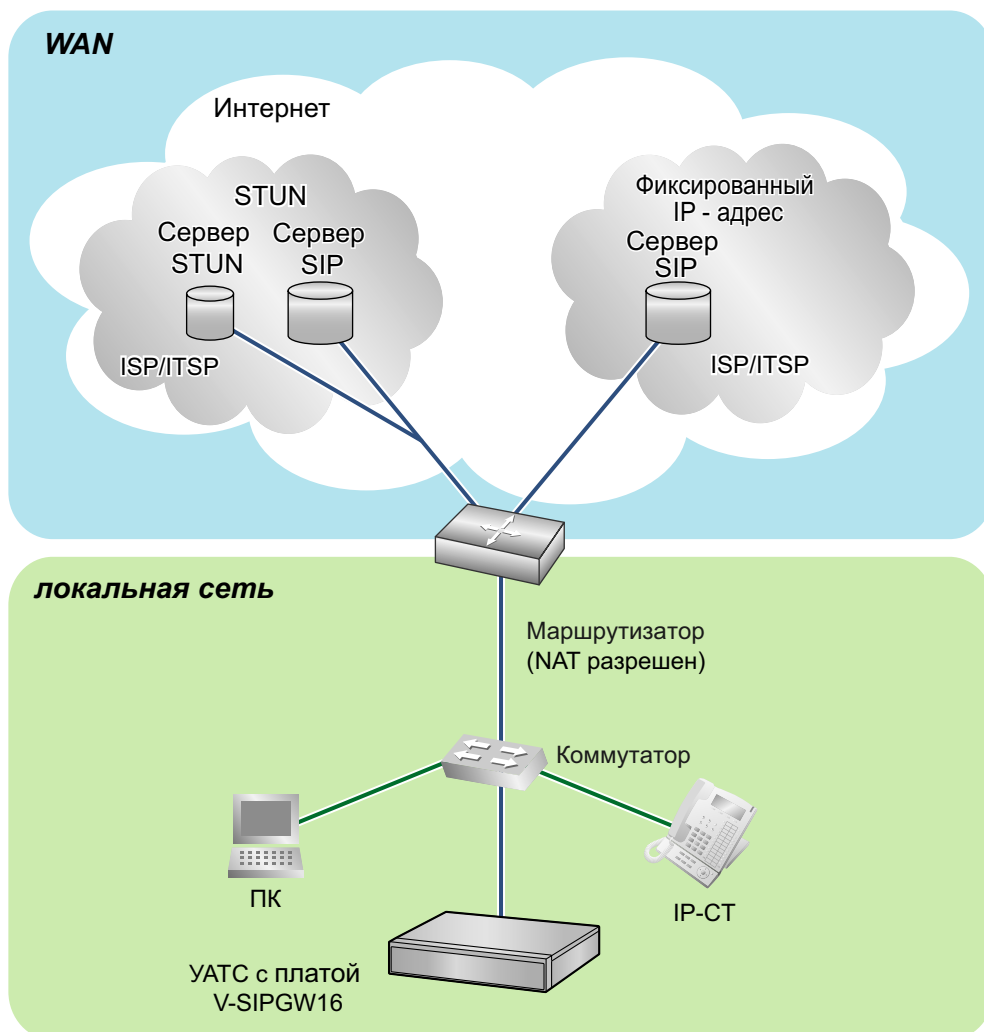 WAN
Интернет
STUN
Сервер
STUN
Сервер
SIP
ISP/ITSP
Фиксированный
IP - адрес
Сервер
SIP
ISP/ITSP
локальная сеть
Маршрутизатор
(NAT разрешен)
Коммутатор
ПК
IP-СТ
УАТС с платой
V-SIPGW16